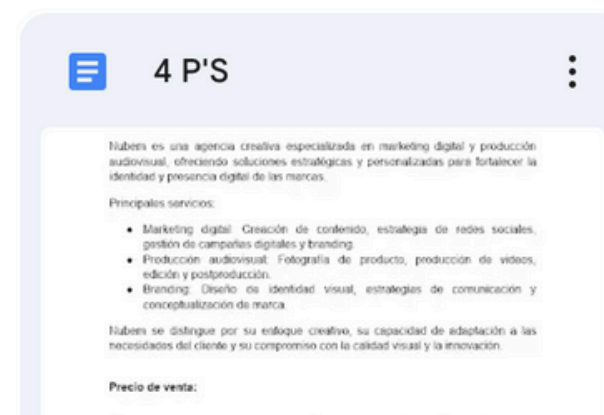 4 P'S
Nubem es una agencia creativa especializada en marketing digital y producción
audiovisual, ofreciendo soluciones estratégicas y personalizadas para fortalecer la
identidad y presencia digital de las marcas.
Principales servicios:
• Marketing digital: Creación de contenido, estrategia de redes sociales,
gestión de campañas digitales y branding.
• Producción audiovisual: Fotografía de producto, producción de videos,
edición y postproducción.
• Branding: Diseño de identidad visual, estrategias de comunicación y
conceptualización de marca.
Nubem se distingue por su enfoque creativo, su capacidad de adaptación a las
necesidades del cliente y su compromiso con la calidad visual y la innovación.
Precio de venta: